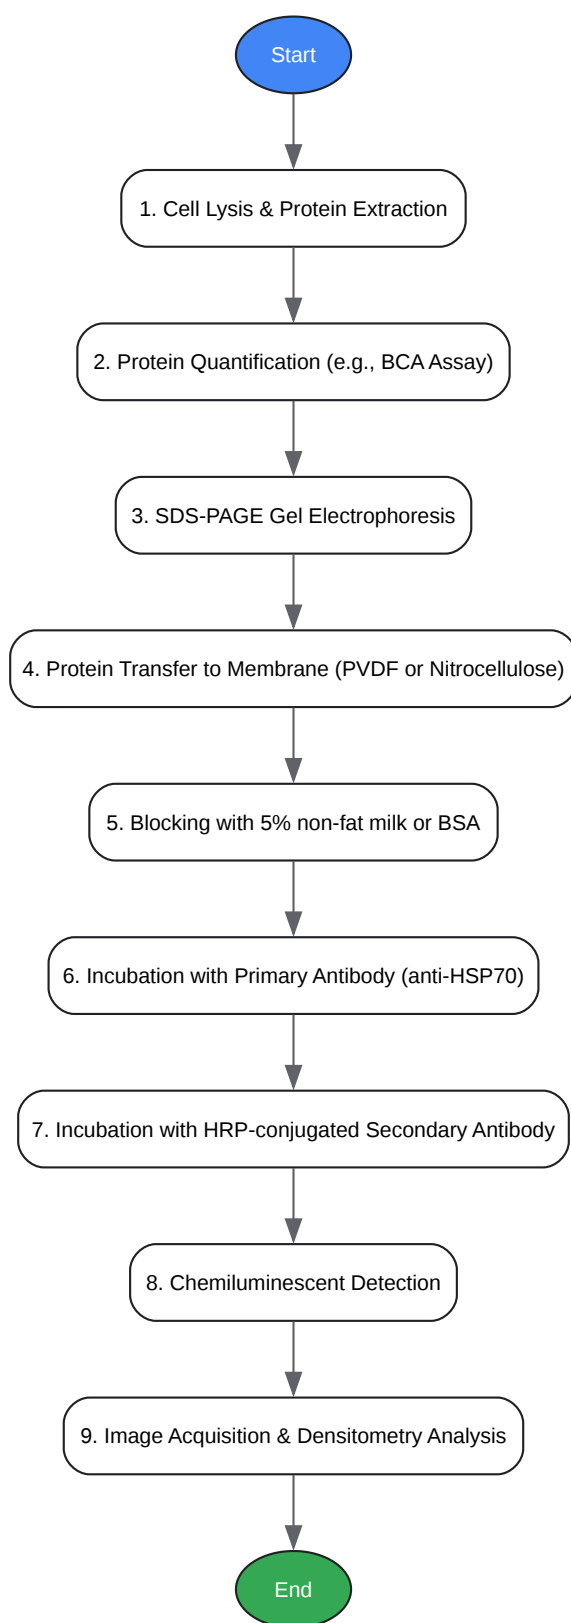 Start
1. Cell Lysis & Protein Extraction
2. Protein Quantification (e.g., BCA Assay)
3. SDS-PAGE Gel Electrophoresis
4. Protein Transfer to Membrane (PVDF or Nitrocellulose)
5. Blocking with 5% non-fat milk or BSA
6. Incubation with Primary Antibody (anti-HSP70)
7. Incubation with HRP-conjugated Secondary Antibody
8. Chemiluminescent Detection
9. Image Acquisition & Densitometry Analysis
End